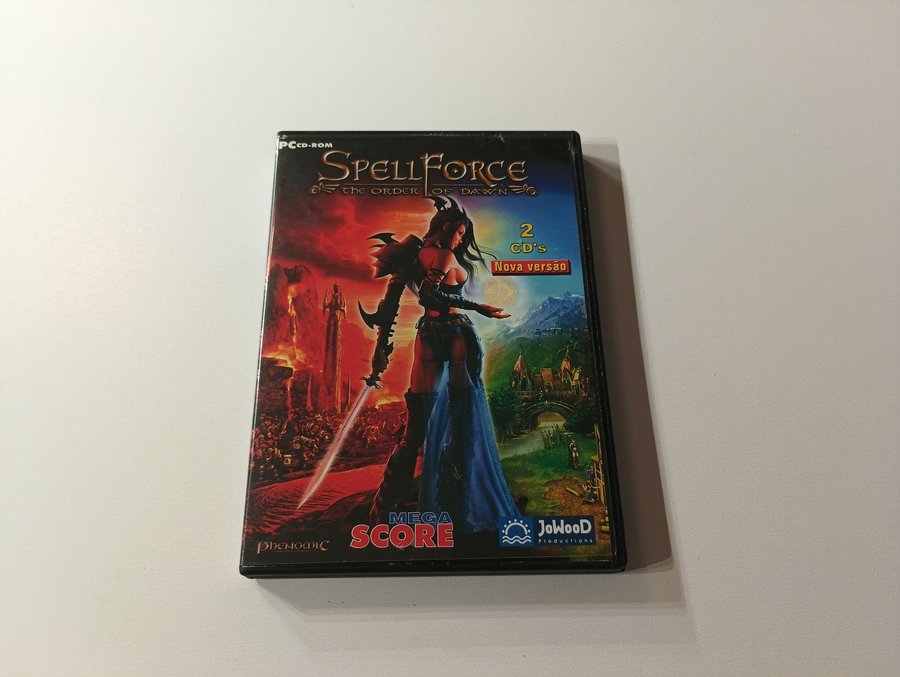 PC CD-ROM
SPELLFORCE
THE ORDER OF DAWN
2
CD's
Nova versão
MEGA
SCORE
PHENOMIC
JoWooD
Productions